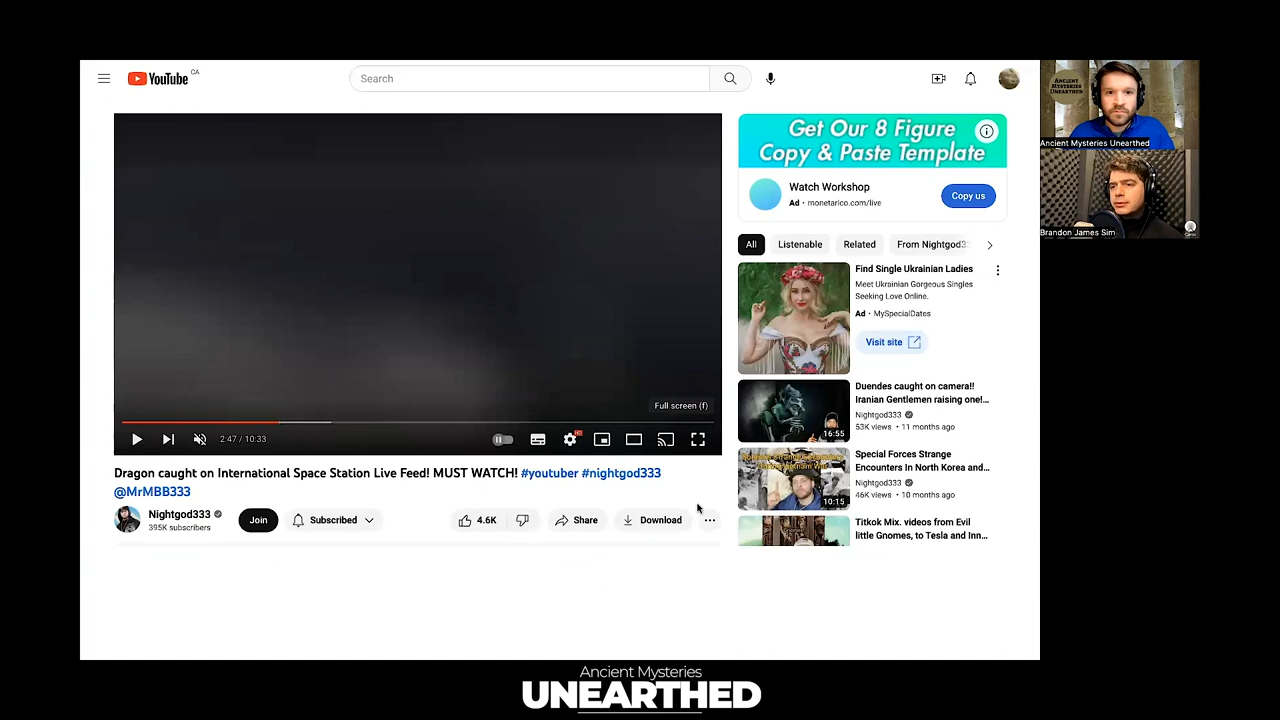 YouTube CA
Search
Get Our 8 Figure
Copy & Paste Template
Watch Workshop
Ad · monetarico.com/live
Copy us
All
Listenable
Related
From Nightgod33
Find Single Ukrainian Ladies
Meet Ukrainian Gorgeous Singles
Seeking Love Online.
Ad · MySpecialDates
Visit site
Duendes caught on camera!!
Iranian Gentlemen raising one!...
Nightgod333
53K views • 11 months ago
16:55
Special Forces Strange
Encounters In North Korea and...
Nightgod333
46K views • 10 months ago
10:15
Titkok Mix. videos from Evil
little Gnomes, to Tesla and Inn...
Full screen (f)
2:47 / 10:33
Dragon caught on International Space Station Live Feed! MUST WATCH! #youtuber #nightgod333
@MrMBB333
Nightgod333
395K subscribers
Join
Subscribed
4.6K
Share
Download
ANCIENT
MYSTERIES
UNEARTHED
Ancient Mysteries Unearthed
Brandon James Sim
Ancient Mysteries
UNEARTHED